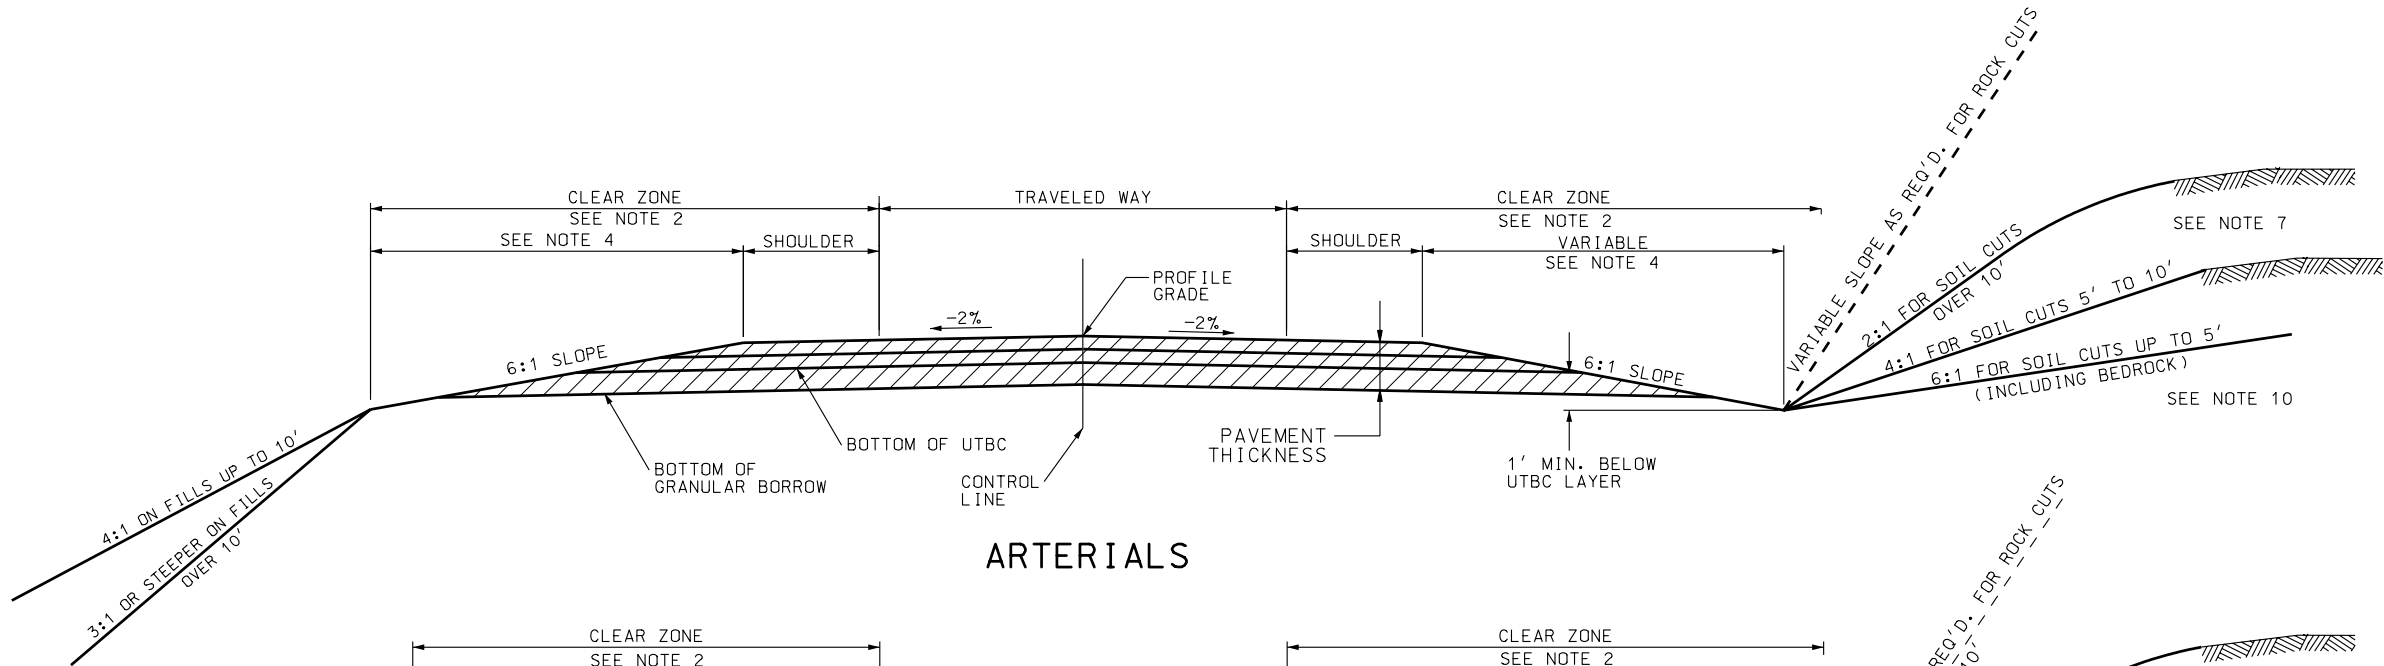 VARIABLE SLOPE AS REQ'D. FOR ROCK CUTS
CLEAR ZONE
SEE NOTE 2
TRAVELED WAY
CLEAR ZONE
SEE NOTE 2
SEE NOTE 4
SHOULDER
SHOULDER
VARIABLE
SEE NOTE 4
SEE NOTE 7
2:1 FOR SOIL CUTS
OVER 10'
4:1 FOR SOIL CUTS 5' TO 10'
6:1 FOR SOIL CUTS UP TO 5'
(INCLUDING BEDROCK)
SEE NOTE 10
PROFILE
GRADE
-2%
-2%
6:1 SLOPE
6:1 SLOPE
BOTTOM OF UTBC
BOTTOM OF
GRANULAR BORROW
CONTROL
LINE
PAVEMENT
THICKNESS
1' MIN. BELOW
UTBC LAYER
4:1 ON FILLS UP TO 10'
3:1 OR STEEPER ON FILLS
OVER 10'
ARTERIALS
REQ'D. FOR ROCK CUTS
10'
CLEAR ZONE
SEE NOTE 2
CLEAR ZONE
SEE NOTE 2